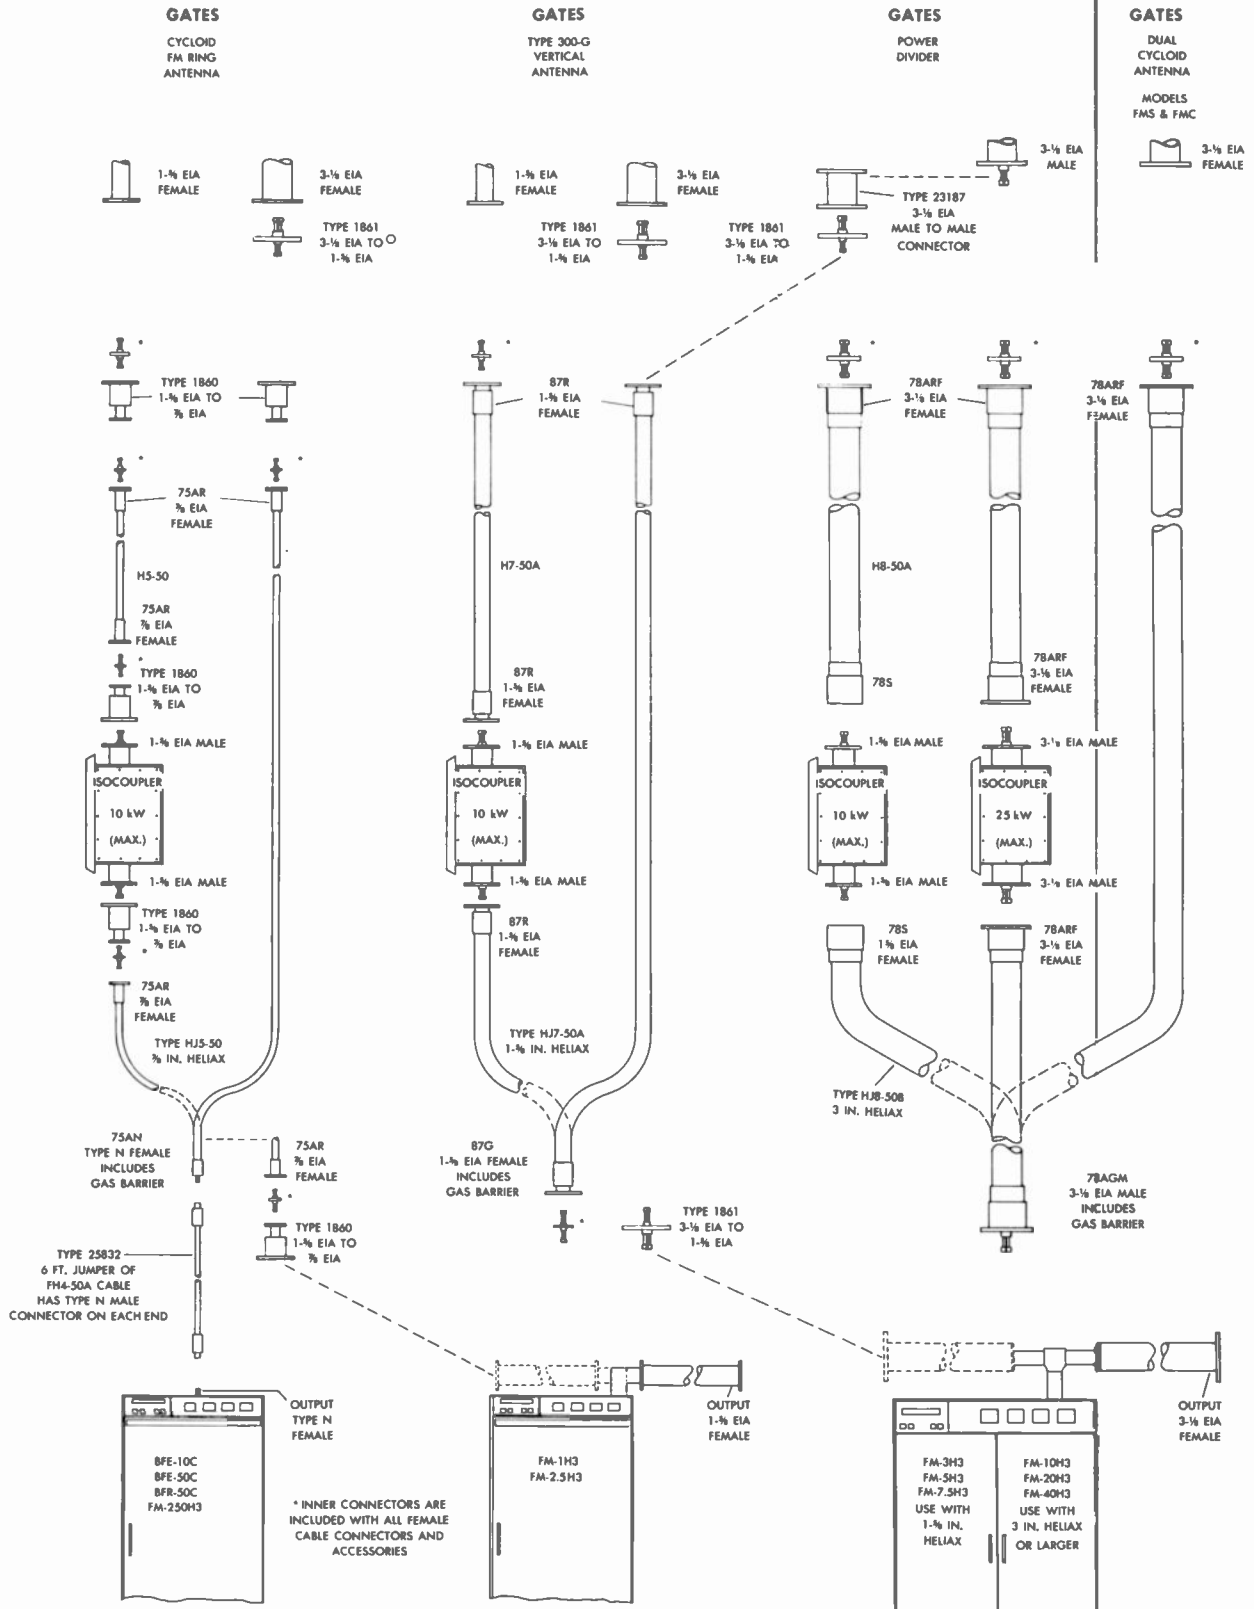 GATES
CYCLOID
FM RING
ANTENNA
GATES
TYPE 300-G
VERTICAL
ANTENNA
GATES
POWER
DIVIDER
GATES
DUAL
CYCLOID
ANTENNA
MODELS
FMS & FMC
1-⅝ EIA
FEMALE
3-⅛ EIA
FEMALE
1-⅝ EIA
FEMALE
3-⅛ EIA
FEMALE
3-⅛ EIA
MALE
3-⅛ EIA
FEMALE
TYPE 1861
3-⅛ EIA TO
1-⅝ EIA
TYPE 1861
3-⅛ EIA TO
1-⅝ EIA
TYPE 1861
3-⅛ EIA TO
1-⅝ EIA
TYPE 23187
3-⅛ EIA
MALE TO MALE
CONNECTOR
*
*
*
*
*
TYPE 1860
1-⅝ EIA TO
⅞ EIA
87R
1-⅝ EIA
FEMALE
78ARF
3-⅛ EIA
FEMALE
78ARF
3-⅛ EIA
FEMALE
*
*
75AR
⅞ EIA
FEMALE
H5-50
H7-50A
H8-50A
75AR
⅞ EIA
FEMALE
*
TYPE 1860
1-⅝ EIA TO
⅞ EIA
87R
1-⅝ EIA
FEMALE
78S
78ARF
3-⅛ EIA
FEMALE
1-⅝ EIA MALE
1-⅝ EIA MALE
1-⅝ EIA MALE
3-⅛ EIA MALE
ISOCOUPLER
10 kW
(MAX.)
ISOCOUPLER
10 kW
(MAX.)
ISOCOUPLER
10 kW
(MAX.)
ISOCOUPLER
25 kW
(MAX.)
1-⅝ EIA MALE
1-⅝ EIA MALE
1-⅝ EIA MALE
3-⅛ EIA MALE
TYPE 1860
1-⅝ EIA TO
⅞ EIA
*
87R
1-⅝ EIA
FEMALE
78S
1⅝ EIA
FEMALE
78ARF
3-⅛ EIA
FEMALE
75AR
⅞ EIA
FEMALE
TYPE HJ5-50
⅞ IN. HELIAX
TYPE HJ7-50A
1-⅝ IN. HELIAX
TYPE HJ8-50B
3 IN. HELIAX
75AN
TYPE N FEMALE
INCLUDES
GAS BARRIER
75AR
⅞ EIA
FEMALE
87G
1-⅝ EIA FEMALE
INCLUDES
GAS BARRIER
78AGM
3-⅛ EIA MALE
INCLUDES
GAS BARRIER
*
TYPE 1860
1-⅝ EIA TO
⅞ EIA
*
TYPE 1861
3-⅛ EIA TO
1-⅝ EIA
TYPE 25832
6 FT. JUMPER OF
FH4-50A CABLE
HAS TYPE N MALE
CONNECTOR ON EACH END
OUTPUT
TYPE N
FEMALE
OUTPUT
1-⅝ EIA
FEMALE
OUTPUT
3-⅛ EIA
FEMALE
BFE-10C
BFE-50C
BFR-50C
FM-250H3
FM-1H3
FM-2.5H3
FM-3H3
FM-5H3
FM-7.5H3
USE WITH
1-⅝ IN.
HELIAX
FM-10H3
FM-20H3
FM-40H3
USE WITH
3 IN. HELIAX
OR LARGER
* INNER CONNECTORS ARE
INCLUDED WITH ALL FEMALE
CABLE CONNECTORS AND
ACCESSORIES